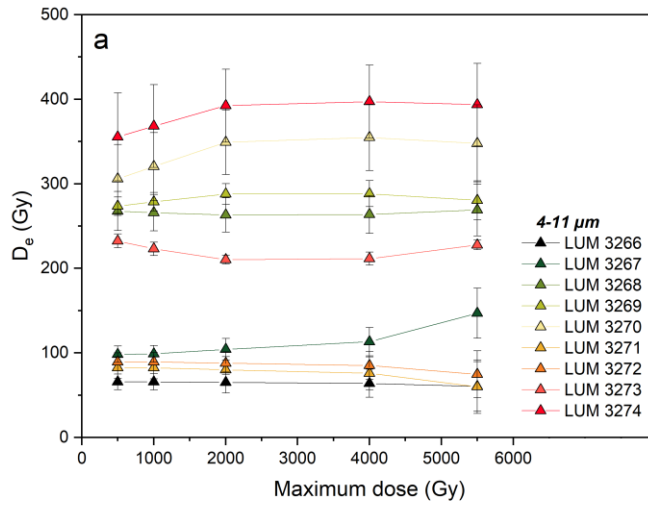 a
500
400
300
200
100
0
Dₑ (Gy)
0 1000 2000 3000 4000 5000 6000
Maximum dose (Gy)
4-11 µm
LUM 3266
LUM 3267
LUM 3268
LUM 3269
LUM 3270
LUM 3271
LUM 3272
LUM 3273
LUM 3274